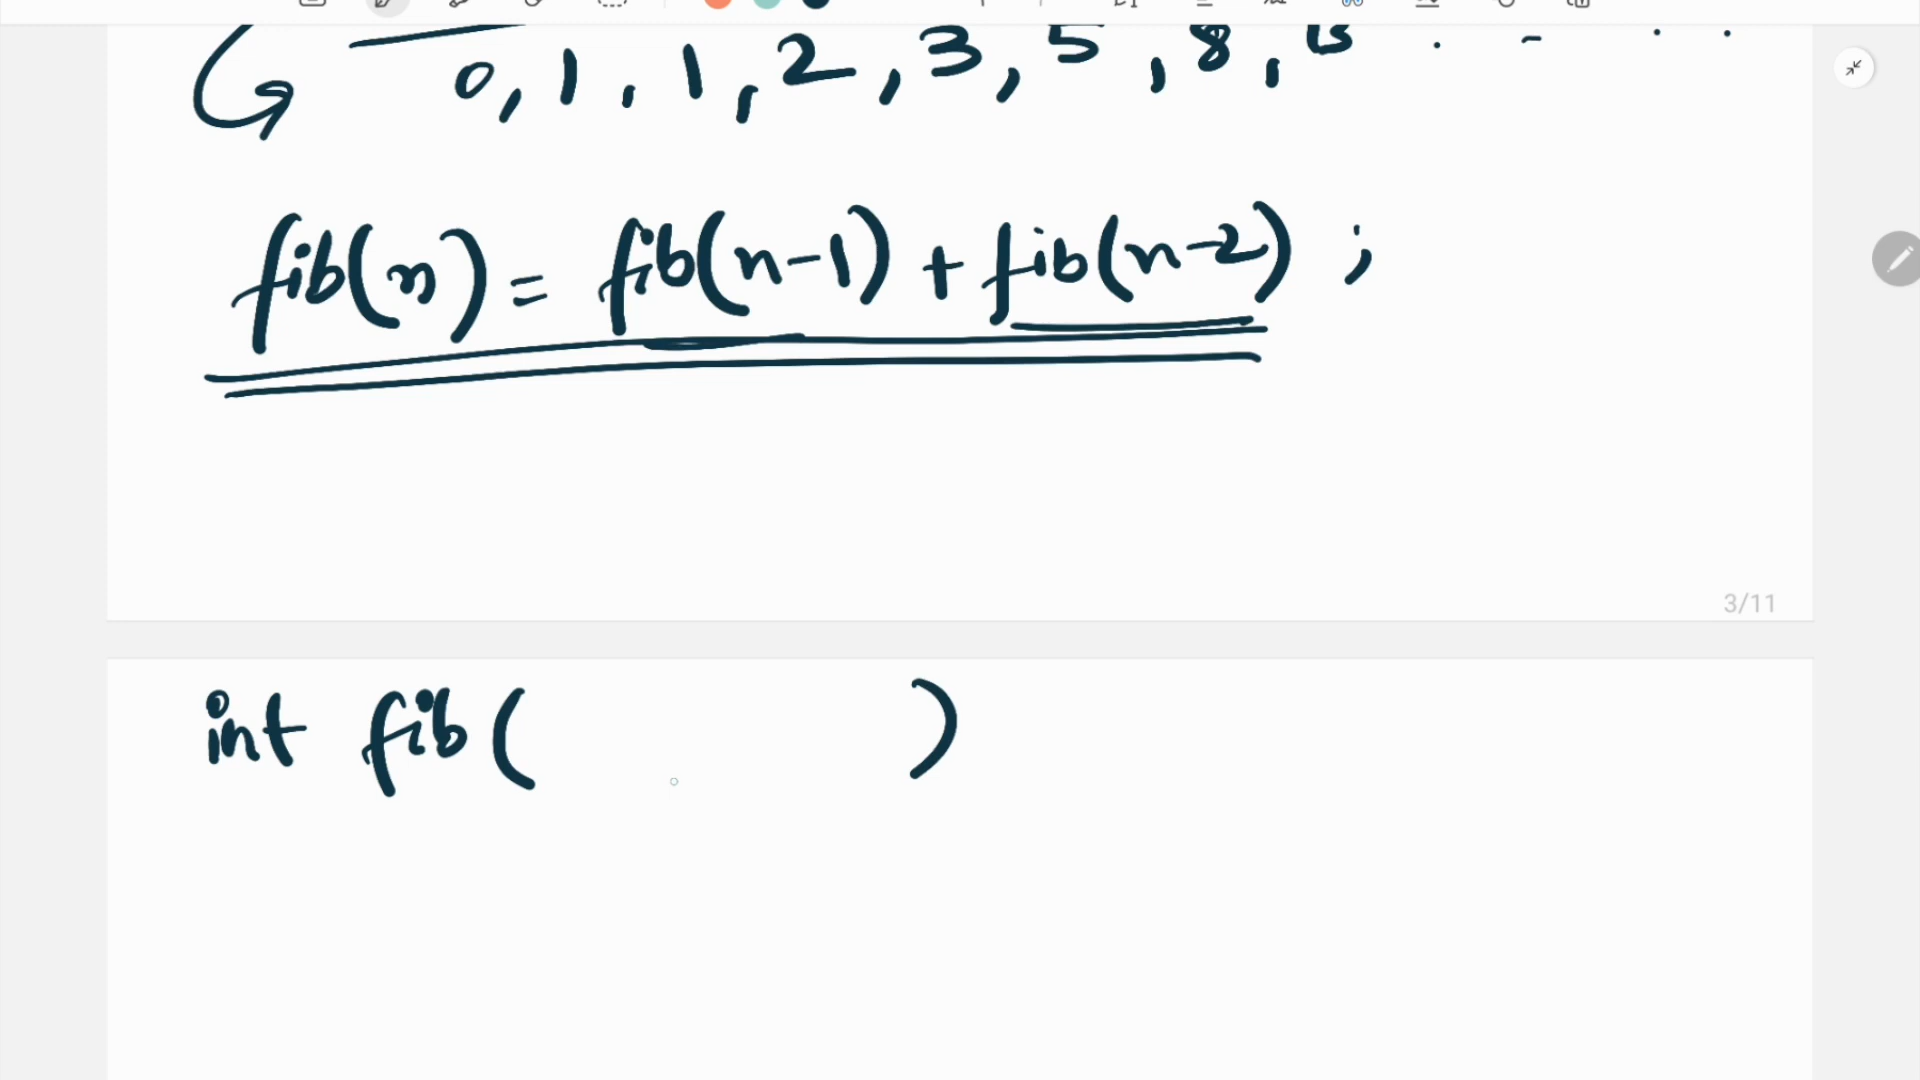 0, 1, 1, 2, 3, 5, 8, 13 . - . .
fib(n) = fib(n-1) + fib(n-2) ;
3/11
int fib( )